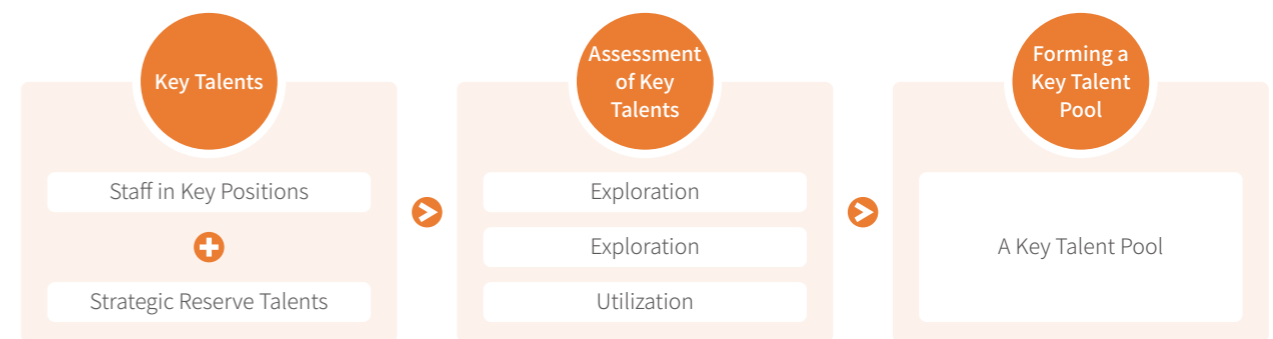 Key Talents
Staff in Key Positions
Strategic Reserve Talents
Assessment
of Key
Talents
Exploration
Exploration
Utilization
Forming a
Key Talent
Pool
A Key Talent Pool